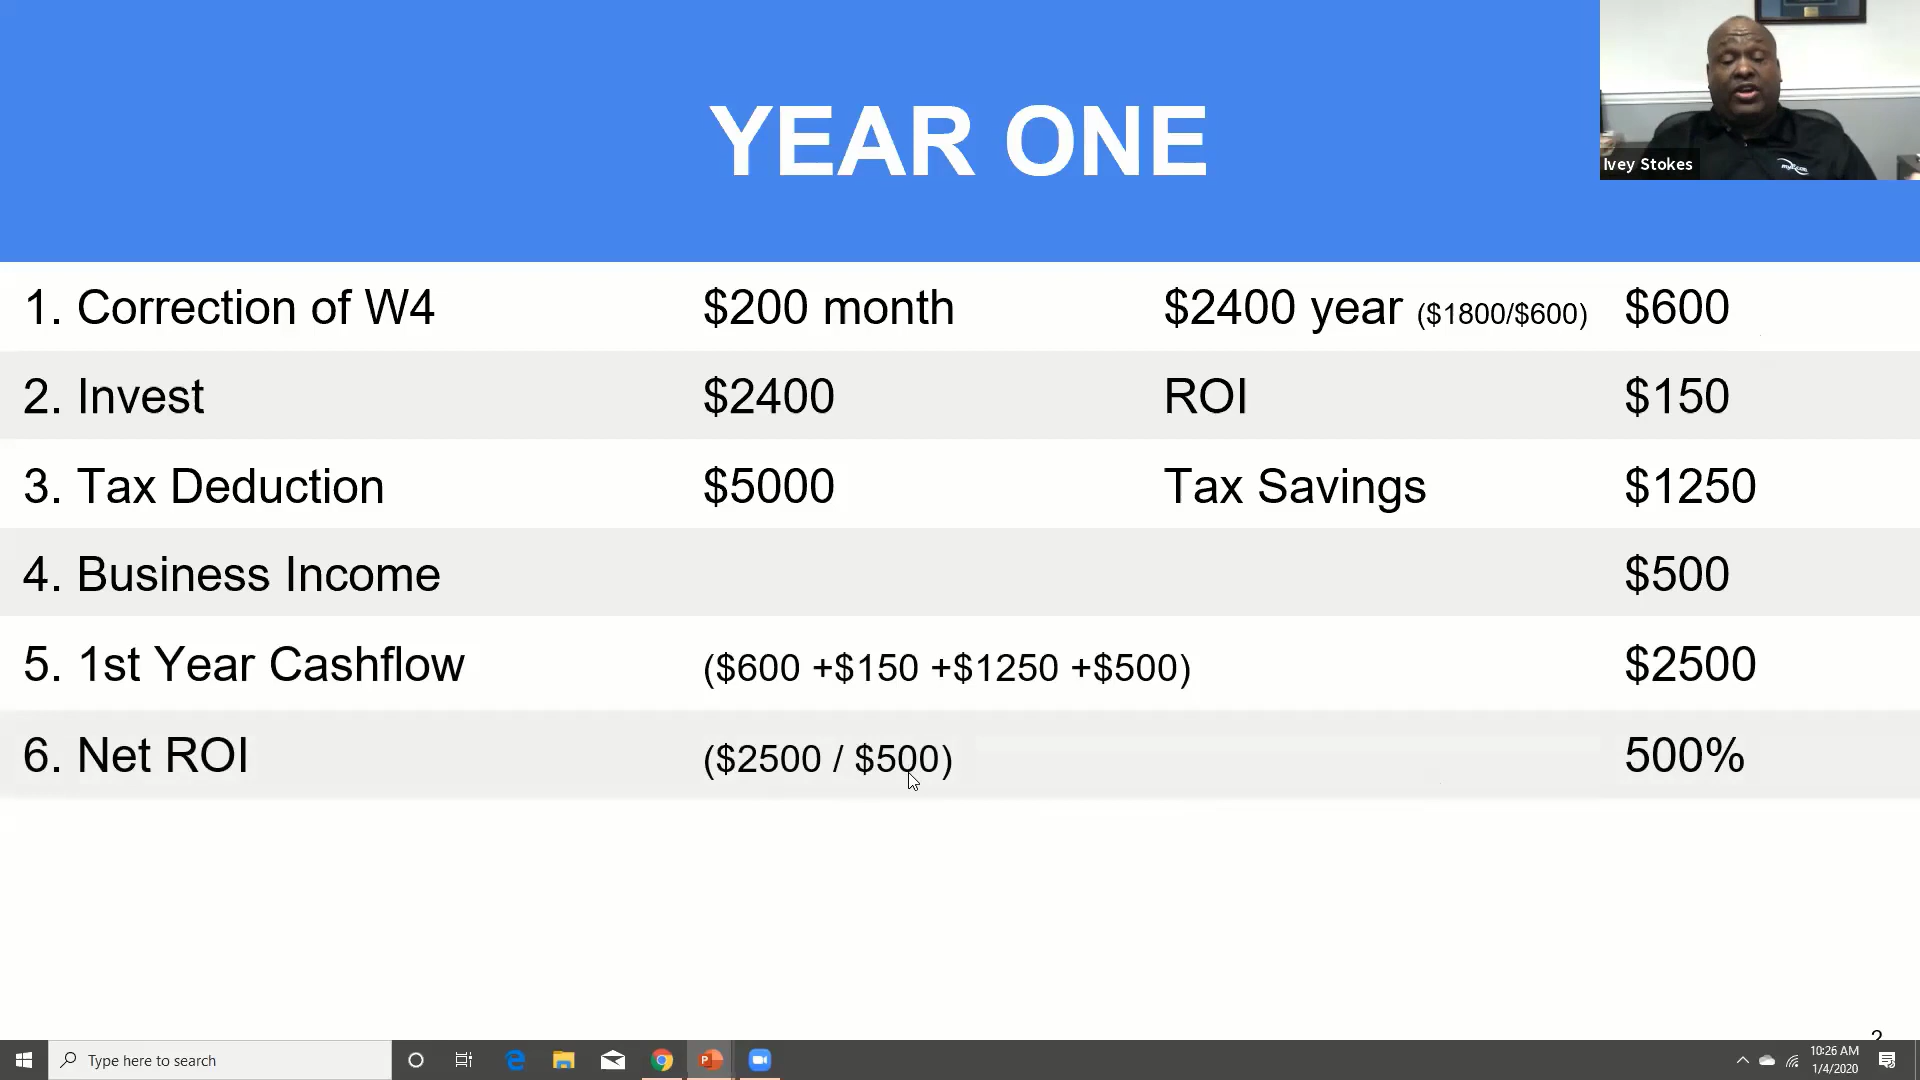 YEAR ONE
Ivey Stokes
1. Correction of W4 $200 month $2400 year ($1800/$600) $600
2. Invest $2400 ROI $150
3. Tax Deduction $5000 Tax Savings $1250
4. Business Income $500
5. 1st Year Cashflow ($600 +$150 +$1250 +$500) $2500
6. Net ROI ($2500 / $500) 500%
2
Type here to search
10:26 AM
1/4/2020